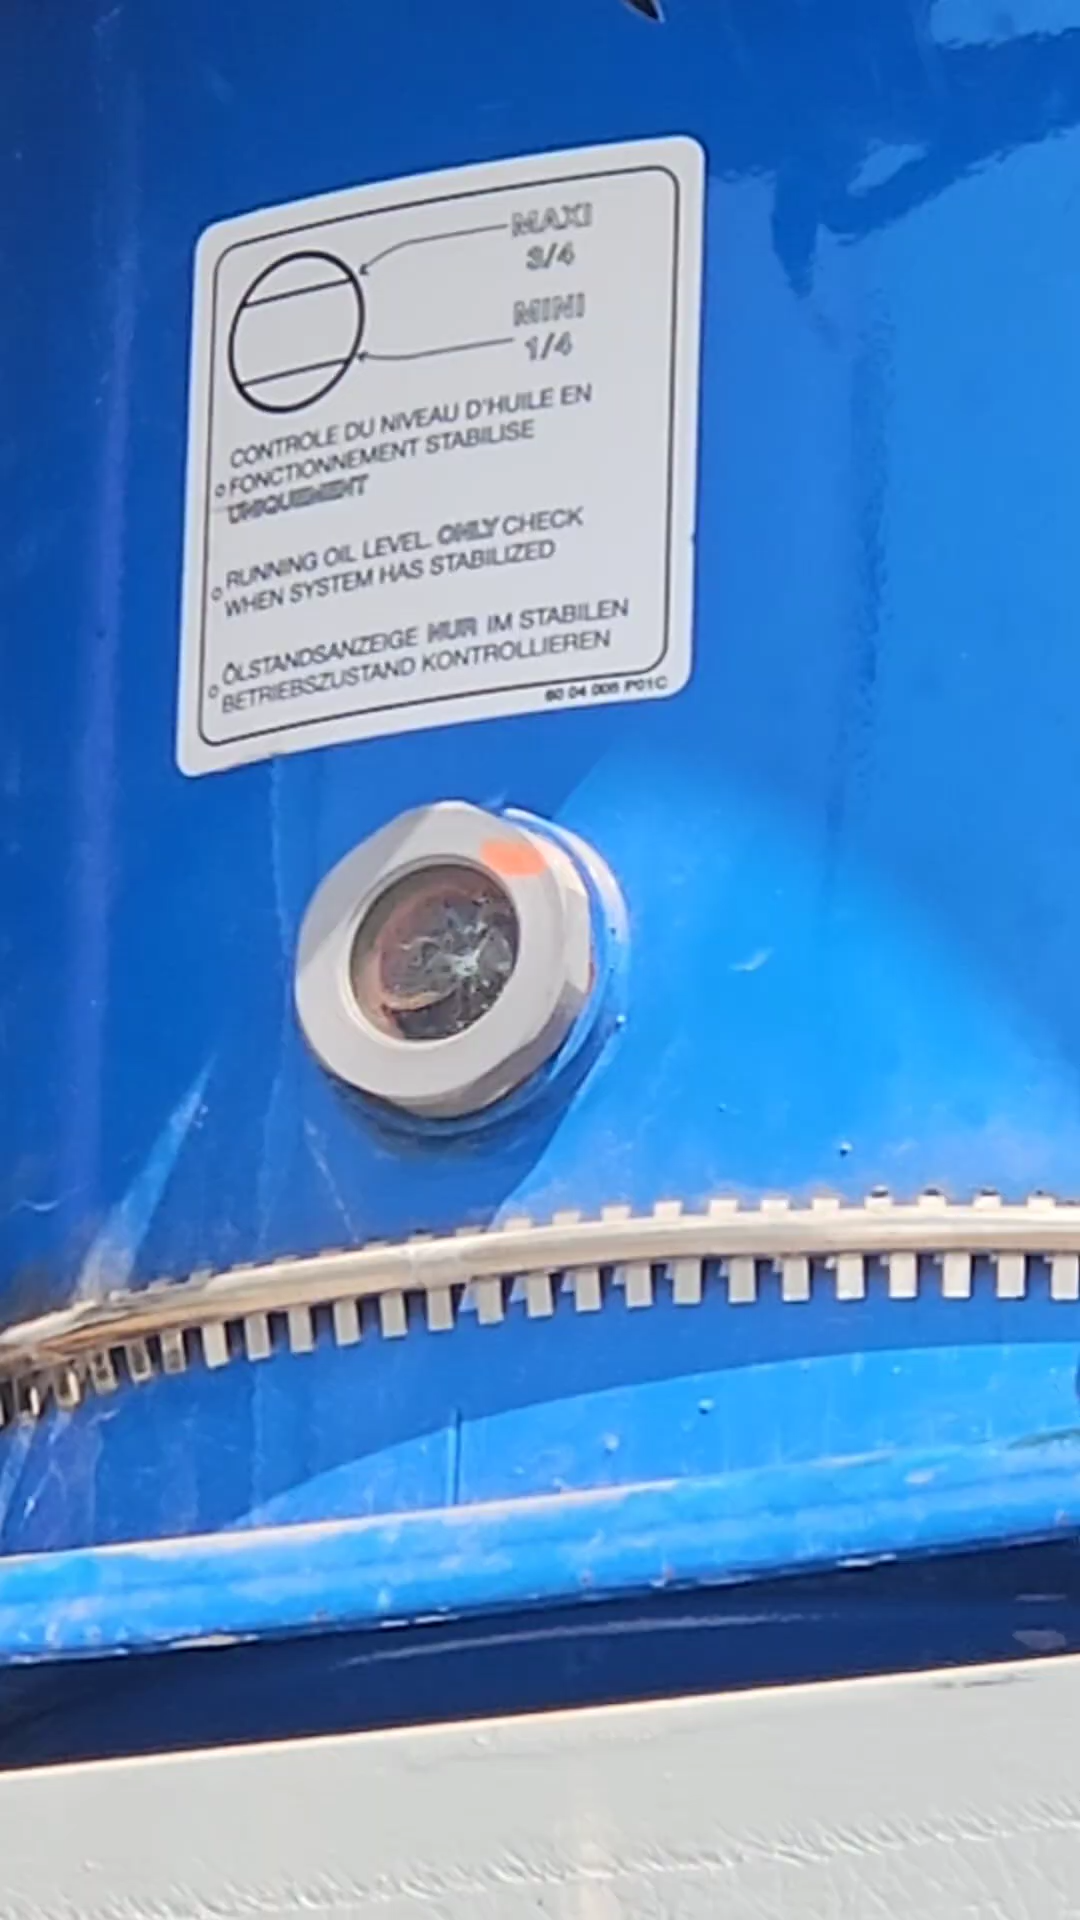 MAXI
3/4
MINI
1/4
CONTROLE DU NIVEAU D'HUILE EN
FONCTIONNEMENT STABILISE
UNIQUEMENT
RUNNING OIL LEVEL. ONLY CHECK
WHEN SYSTEM HAS STABILIZED
ÖLSTANDSANZEIGE NUR IM STABILEN
BETRIEBSZUSTAND KONTROLLIEREN
60 04 006 P01C